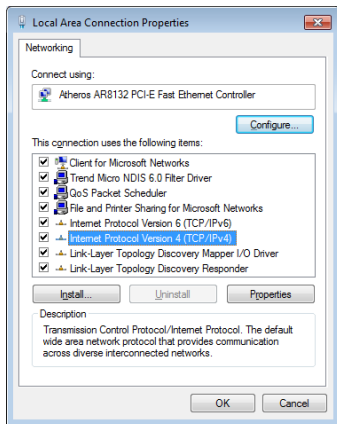 Local Area Connection Properties
Networking
Connect using:
Atheros AR8132 PCI-E Fast Ethernet Controller
Configure...
This connection uses the following items:
Client for Microsoft Networks
Trend Micro NDIS 6.0 Filter Driver
QoS Packet Scheduler
File and Printer Sharing for Microsoft Networks
Internet Protocol Version 6 (TCP/IPv6)
Internet Protocol Version 4 (TCP/IPv4)
Link-Layer Topology Discovery Mapper I/O Driver
Link-Layer Topology Discovery Responder
Install... Uninstall Properties
Description
Transmission Control Protocol/Internet Protocol. The default
wide area network protocol that provides communication
across diverse interconnected networks.
OK Cancel